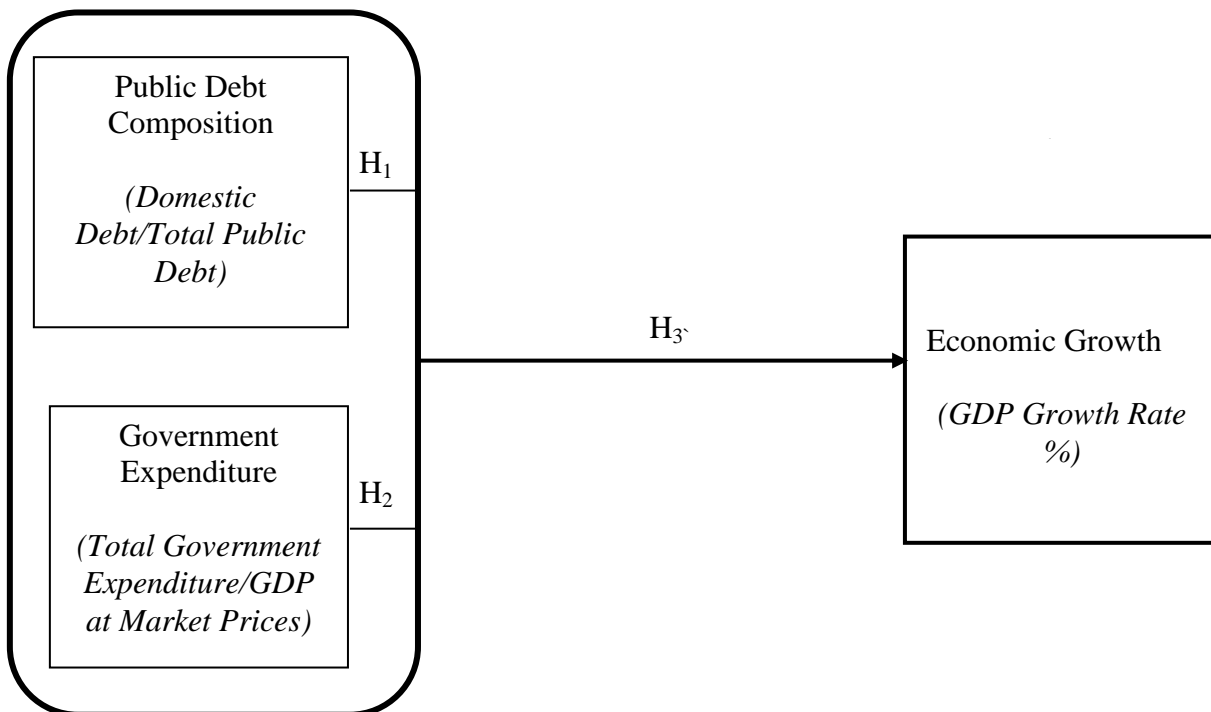 Public Debt
Composition
(Domestic
Debt/Total Public
Debt)
H₁
Government
Expenditure
(Total Government
Expenditure/GDP
at Market Prices)
H₂
H₃`
Economic Growth
(GDP Growth Rate
%)